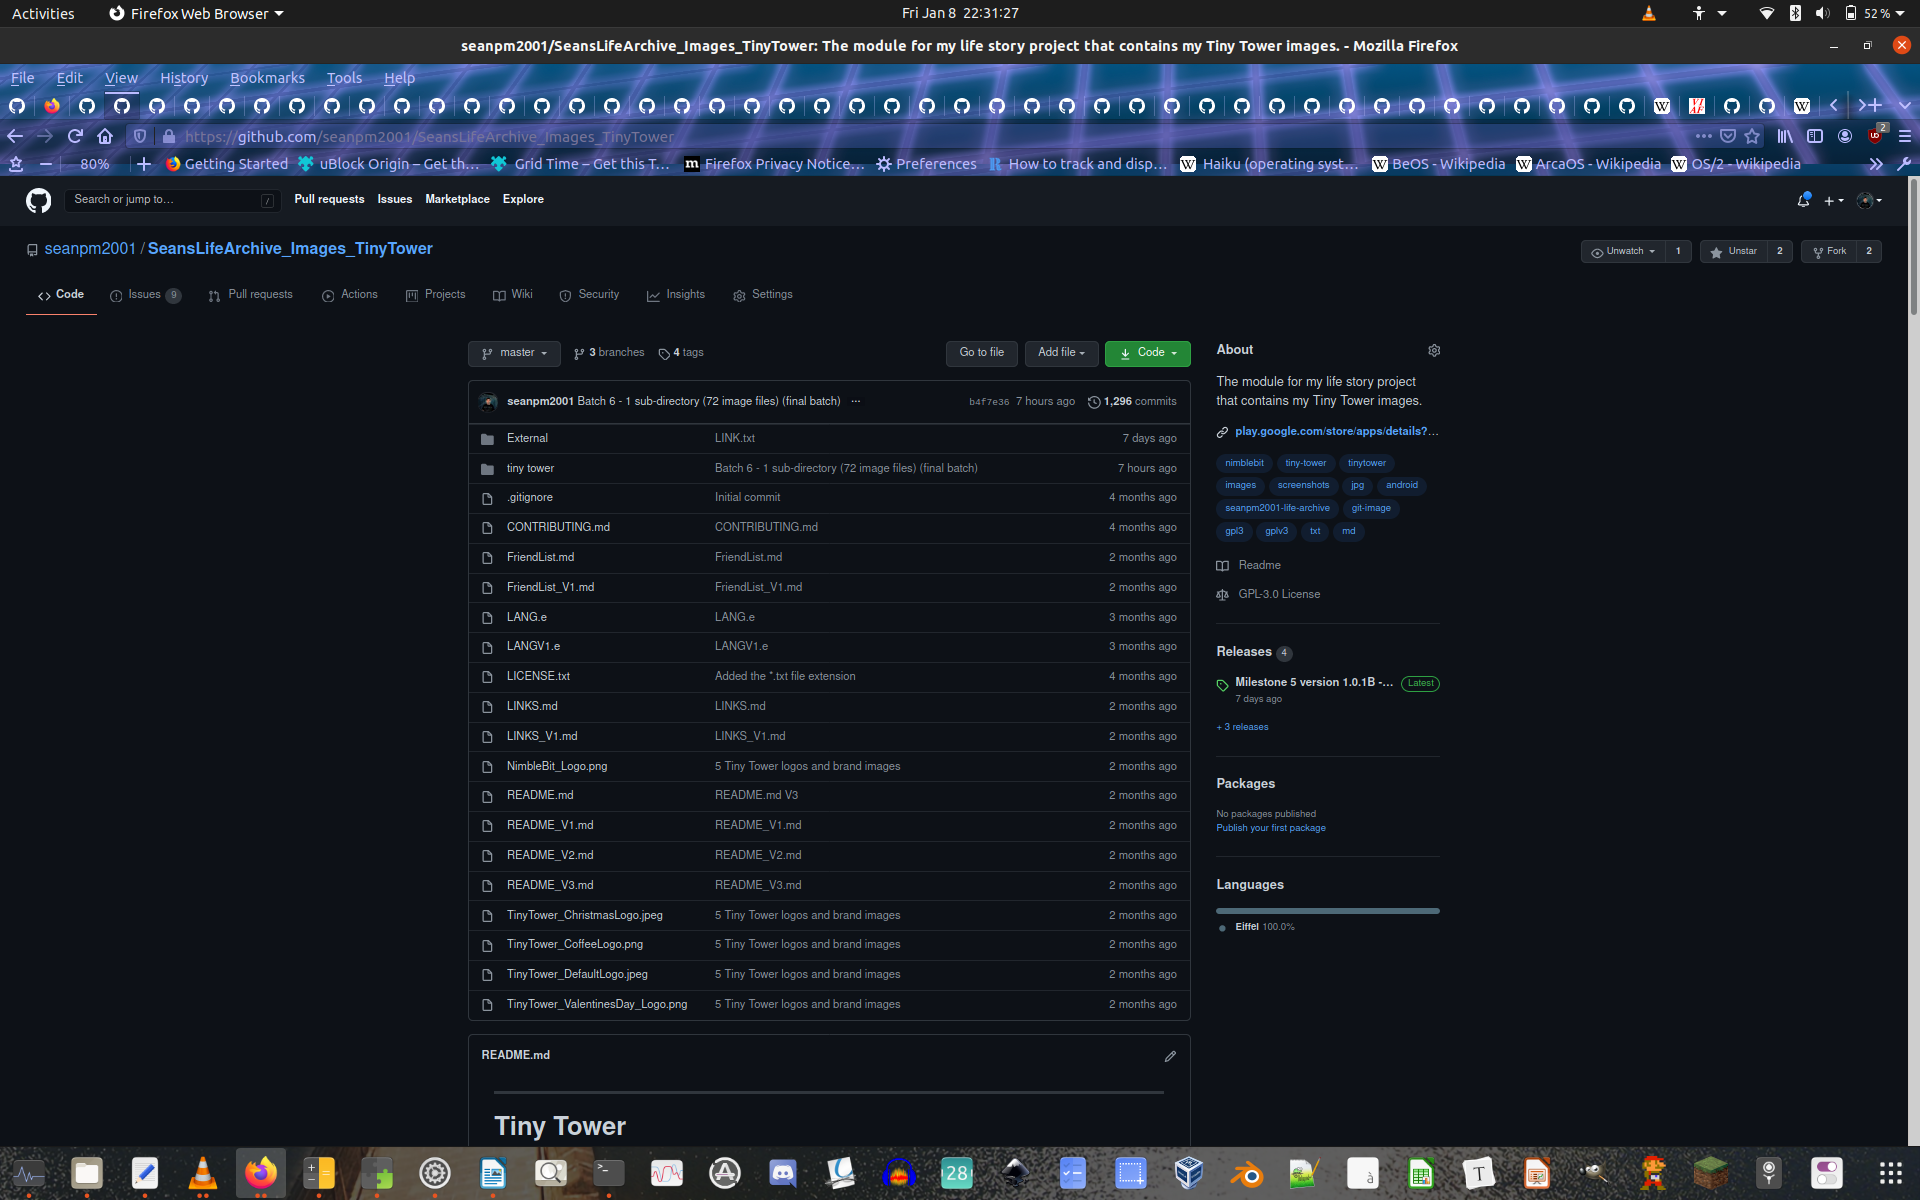 Activities Firefox Web Browser Fri Jan 8 22:31:27 52 %
seanpm2001/SeansLifeArchive_Images_TinyTower: The module for my life story project that contains my Tiny Tower images. - Mozilla Firefox
File Edit View History Bookmarks Tools Help
https://github.com/seanpm2001/SeansLifeArchive_Images_TinyTower 2
80% Getting Started uBlock Origin – Get th… Grid Time – Get this T… Firefox Privacy Notice… Preferences How to track and disp… Haiku (operating syst… BeOS - Wikipedia ArcaOS - Wikipedia OS/2 - Wikipedia
Search or jump to… / Pull requests Issues Marketplace Explore
seanpm2001 / SeansLifeArchive_Images_TinyTower Unwatch 1 Unstar 2 Fork 2
Code Issues 9 Pull requests Actions Projects Wiki Security Insights Settings
master 3 branches 4 tags Go to file Add file Code
seanpm2001 Batch 6 - 1 sub-directory (72 image files) (final batch) ... b4f7e36 7 hours ago 1,296 commits
External LINK.txt 7 days ago
tiny tower Batch 6 - 1 sub-directory (72 image files) (final batch) 7 hours ago
.gitignore Initial commit 4 months ago
CONTRIBUTING.md CONTRIBUTING.md 4 months ago
FriendList.md FriendList.md 2 months ago
FriendList_V1.md FriendList_V1.md 2 months ago
LANG.e LANG.e 3 months ago
LANGV1.e LANGV1.e 3 months ago
LICENSE.txt Added the *.txt file extension 4 months ago
LINKS.md LINKS.md 2 months ago
LINKS_V1.md LINKS_V1.md 2 months ago
NimbleBit_Logo.png 5 Tiny Tower logos and brand images 2 months ago
README.md README.md V3 2 months ago
README_V1.md README_V1.md 2 months ago
README_V2.md README_V2.md 2 months ago
README_V3.md README_V3.md 2 months ago
TinyTower_ChristmasLogo.jpeg 5 Tiny Tower logos and brand images 2 months ago
TinyTower_CoffeeLogo.png 5 Tiny Tower logos and brand images 2 months ago
TinyTower_DefaultLogo.jpeg 5 Tiny Tower logos and brand images 2 months ago
TinyTower_ValentinesDay_Logo.png 5 Tiny Tower logos and brand images 2 months ago
README.md
Tiny Tower
About
The module for my life story project
that contains my Tiny Tower images.
play.google.com/store/apps/details?…
nimblebit tiny-tower tinytower
images screenshots jpg android
seanpm2001-life-archive git-image
gpl3 gplv3 txt md
Readme
GPL-3.0 License
Releases 4
Milestone 5 version 1.0.1B -… Latest
7 days ago
+ 3 releases
Packages
No packages published
Publish your first package
Languages
Eiffel 100.0%
28